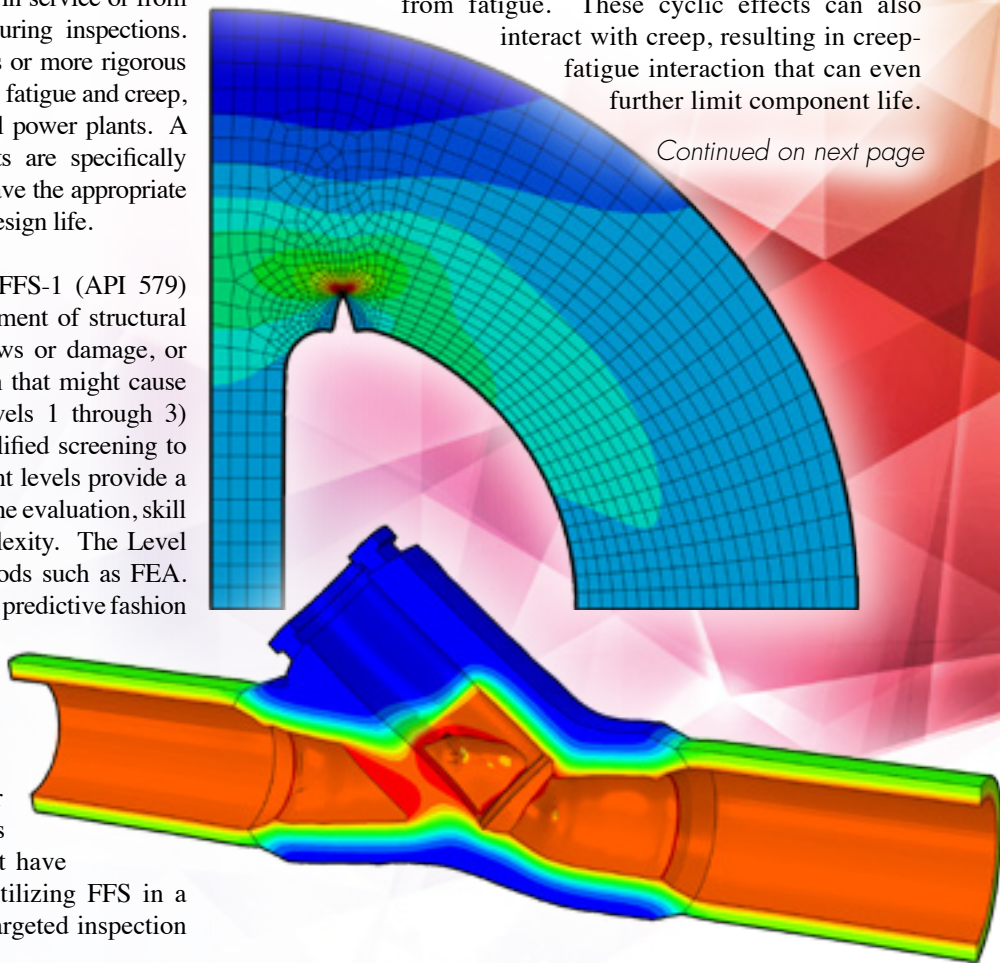 in service or from
uring inspections.
s or more rigorous
fatigue and creep,
l power plants. A
ts are specifically
ave the appropriate
esign life.
FFS-1 (API 579)
ment of structural
ws or damage, or
n that might cause
vels 1 through 3)
lified screening to
nt levels provide a
he evaluation, skill
lexity. The Level
ods such as FEA.
predictive fashion
r
s
t have
tilizing FFS in a
argeted inspection
from fatigue. These cyclic effects can also
interact with creep, resulting in creep-
fatigue interaction that can even
further limit component life.
Continued on next page